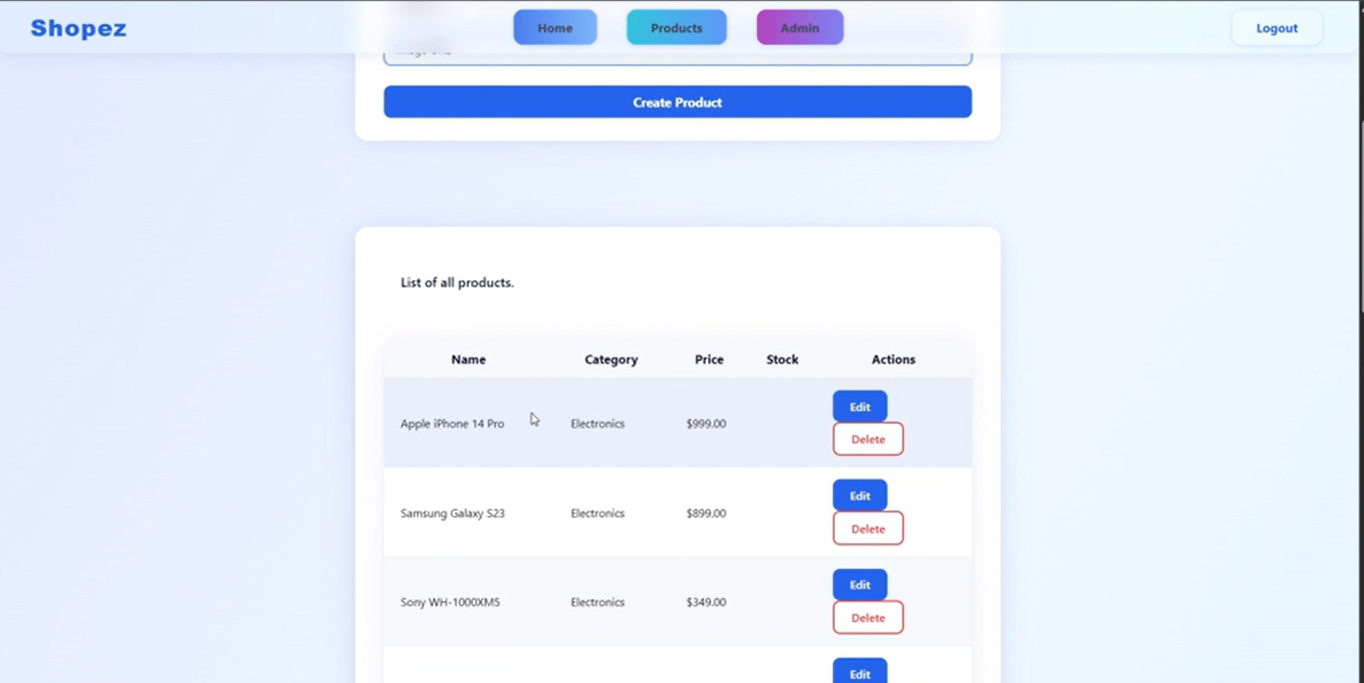 Shopez
Home
Products
Admin
Logout
Create Product
List of all products.
Name Category Price Stock Actions
Apple iPhone 14 Pro Electronics $999.00 Edit
Delete
Samsung Galaxy S23 Electronics $899.00 Edit
Delete
Sony WH-1000XM5 Electronics $349.00 Edit
Delete
Edit